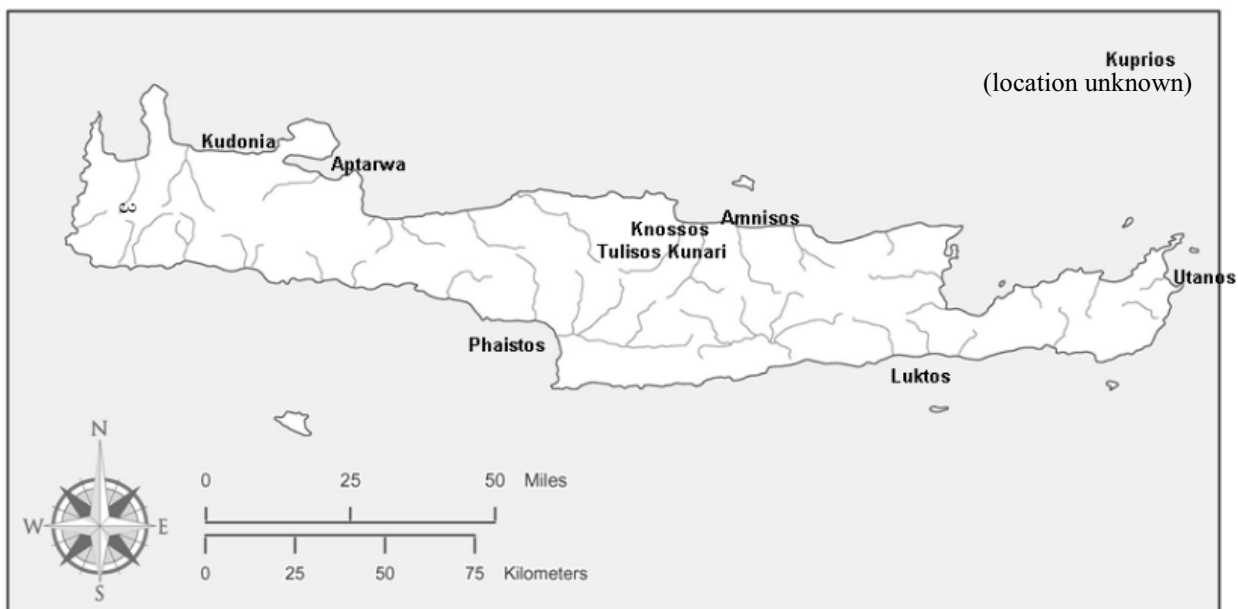 Kuprios
(location unknown)
Kudonia
Aptarwa
Amnisos
Knossos
Tulisos Kunari
Utanos
Phaistos
Luktos
N
W E
S
0 25 50 Miles
0 25 50 75 Kilometers